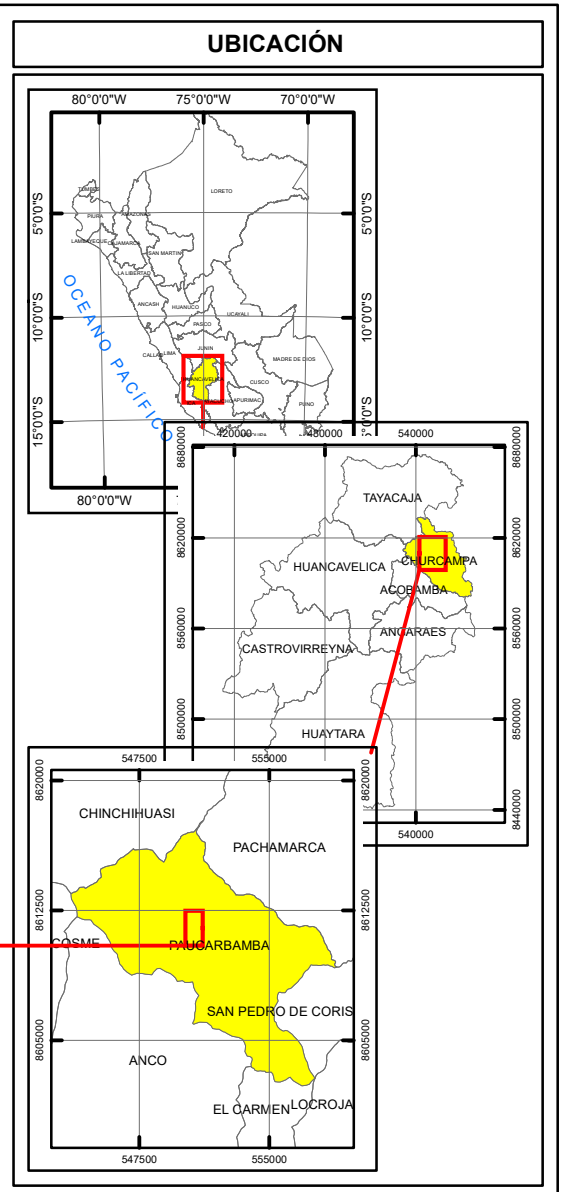 UBICACIÓN
80°0'0"W 75°0'0"W 70°0'0"W
5°0'0"S
10°0'0"S
15°0'0"S
5°0'0"S
10°0'0"S
15°0'0"S
TUMBES
LORETO
PIURA
AMAZONAS
LAMBAYEQUE
CAJAMARCA
SAN MARTIN
LA LIBERTAD
ANCASH
HUANUCO
UCAYALI
PASCO
JUNIN
CALLAO
LIMA
MADRE DE DIOS
CUSCO
APURIMAC
PUNO
OCEANO PACÍFICO
80°0'0"W
420000 480000 540000
8680000
8620000
8560000
8500000
8680000
8620000
8560000
8500000
8440000
TAYACAJA
CHURCAMPA
HUANCAVELICA
ACOBAMBA
ANGARAES
CASTROVIRREYNA
HUAYTARA
540000
547500 555000
8620000
8612500
8605000
8620000
8612500
8605000
CHINCHIHUASI
PACHAMARCA
COSME
PAUCARBAMBA
SAN PEDRO DE CORIS
ANCO
EL CARMEN
LOCROJA
547500 555000